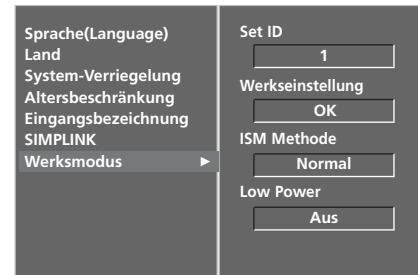 Sprache(Language)
Land
System-Verriegelung
Altersbeschränkung
Eingangsbezeichnung
SIMPLINK
Werksmodus ►
Set ID
1
Werkseinstellung
OK
ISM Methode
Normal
Low Power
Aus